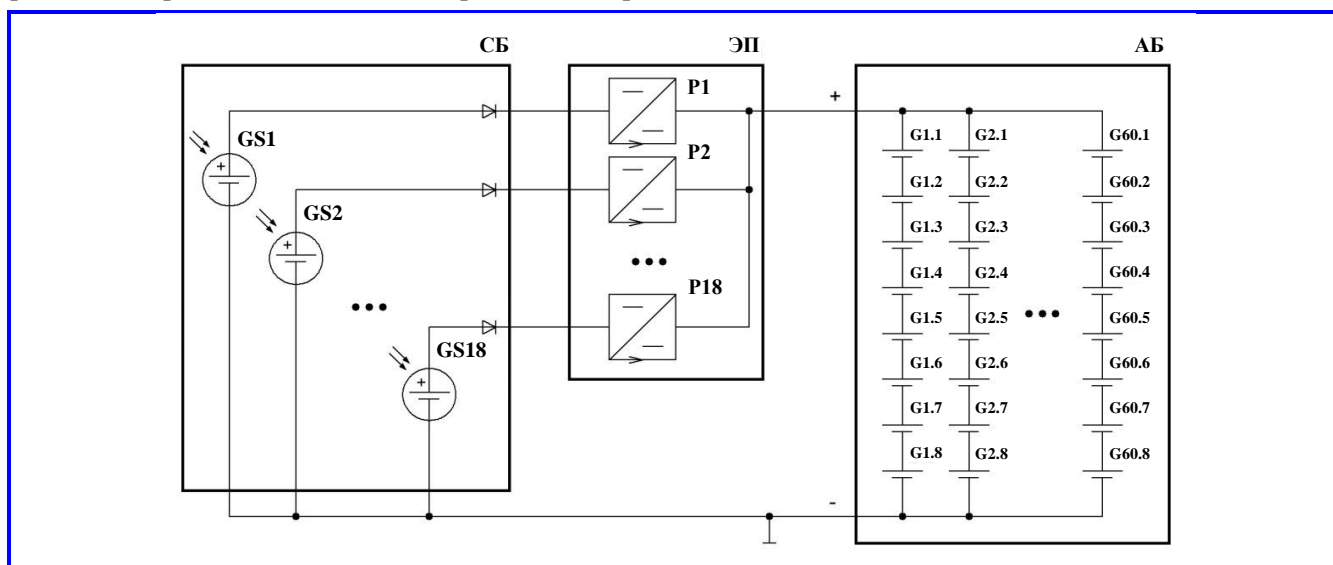 СБ
ЭП
АБ
GS1
GS2
GS18
P1
P2
P18
+
-
G1.1 G2.1 G60.1
G1.2 G2.2 G60.2
G1.3 G2.3 G60.3
G1.4 G2.4 G60.4
G1.5 G2.5 G60.5
G1.6 G2.6 G60.6
G1.7 G2.7 G60.7
G1.8 G2.8 G60.8